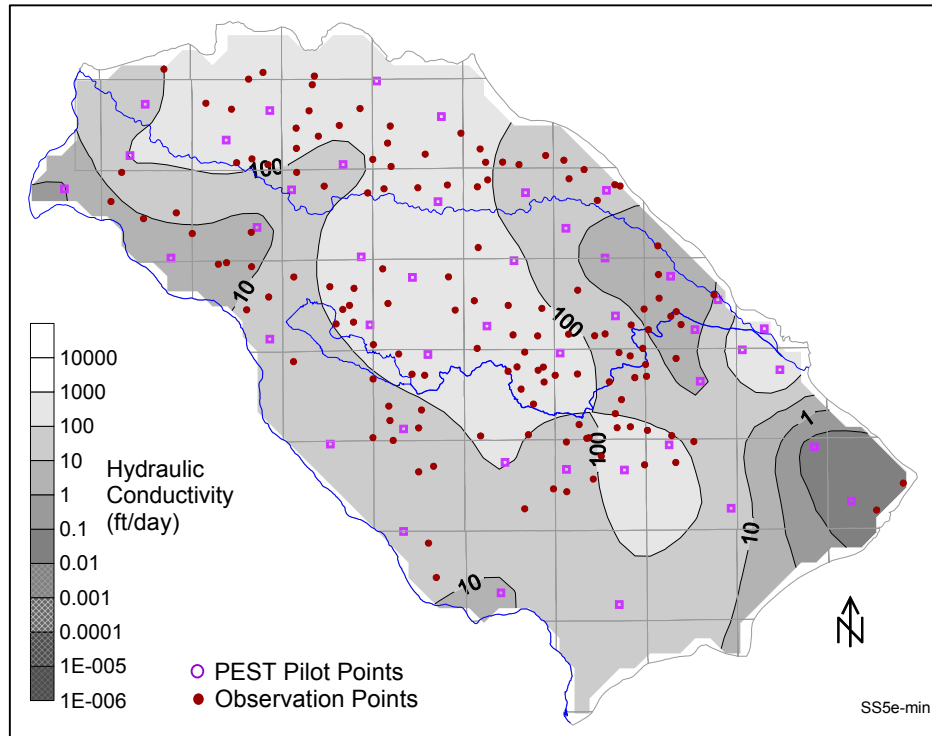 100
10
100
1
100
10
10
10000
1000
100
10
1
0.1
0.01
0.001
0.0001
1E-005
1E-006
Hydraulic
Conductivity
(ft/day)
PEST Pilot Points
Observation Points
N
SS5e-min